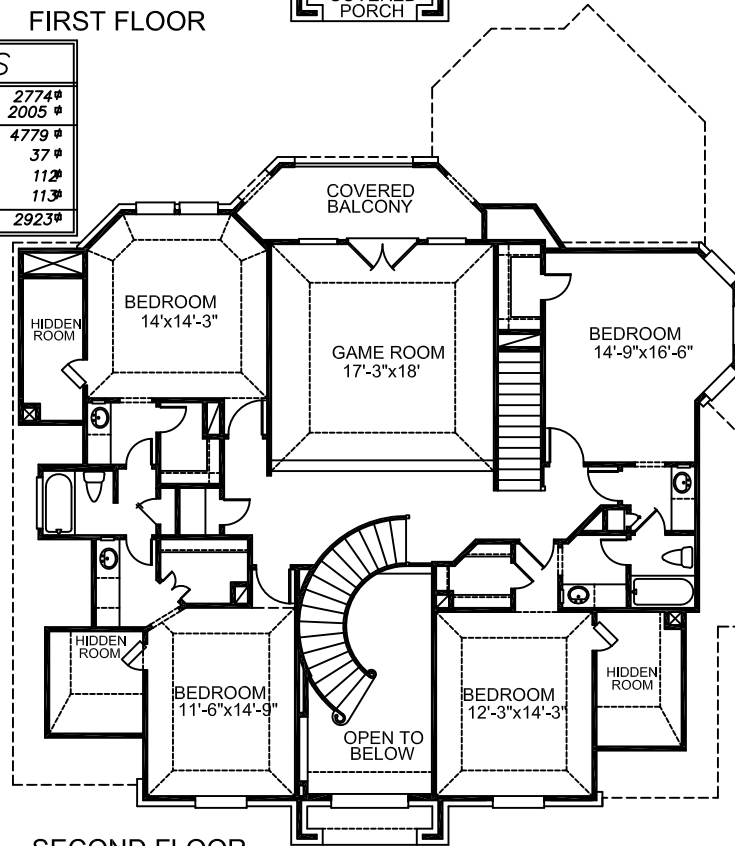 COVERED
PORCH
FIRST FLOOR
S
2774⌗
2005 ⌗
4779 ⌗
37 ⌗
112⌗
113⌗
2923⌗
COVERED
BALCONY
BEDROOM
14'x14'-3"
HIDDEN
ROOM
GAME ROOM
17'-3"x18'
BEDROOM
14'-9"x16'-6"
HIDDEN
ROOM
BEDROOM
11'-6"x14'-9"
OPEN TO
BELOW
BEDROOM
12'-3"x14'-3"
HIDDEN
ROOM
SECOND FLOOR